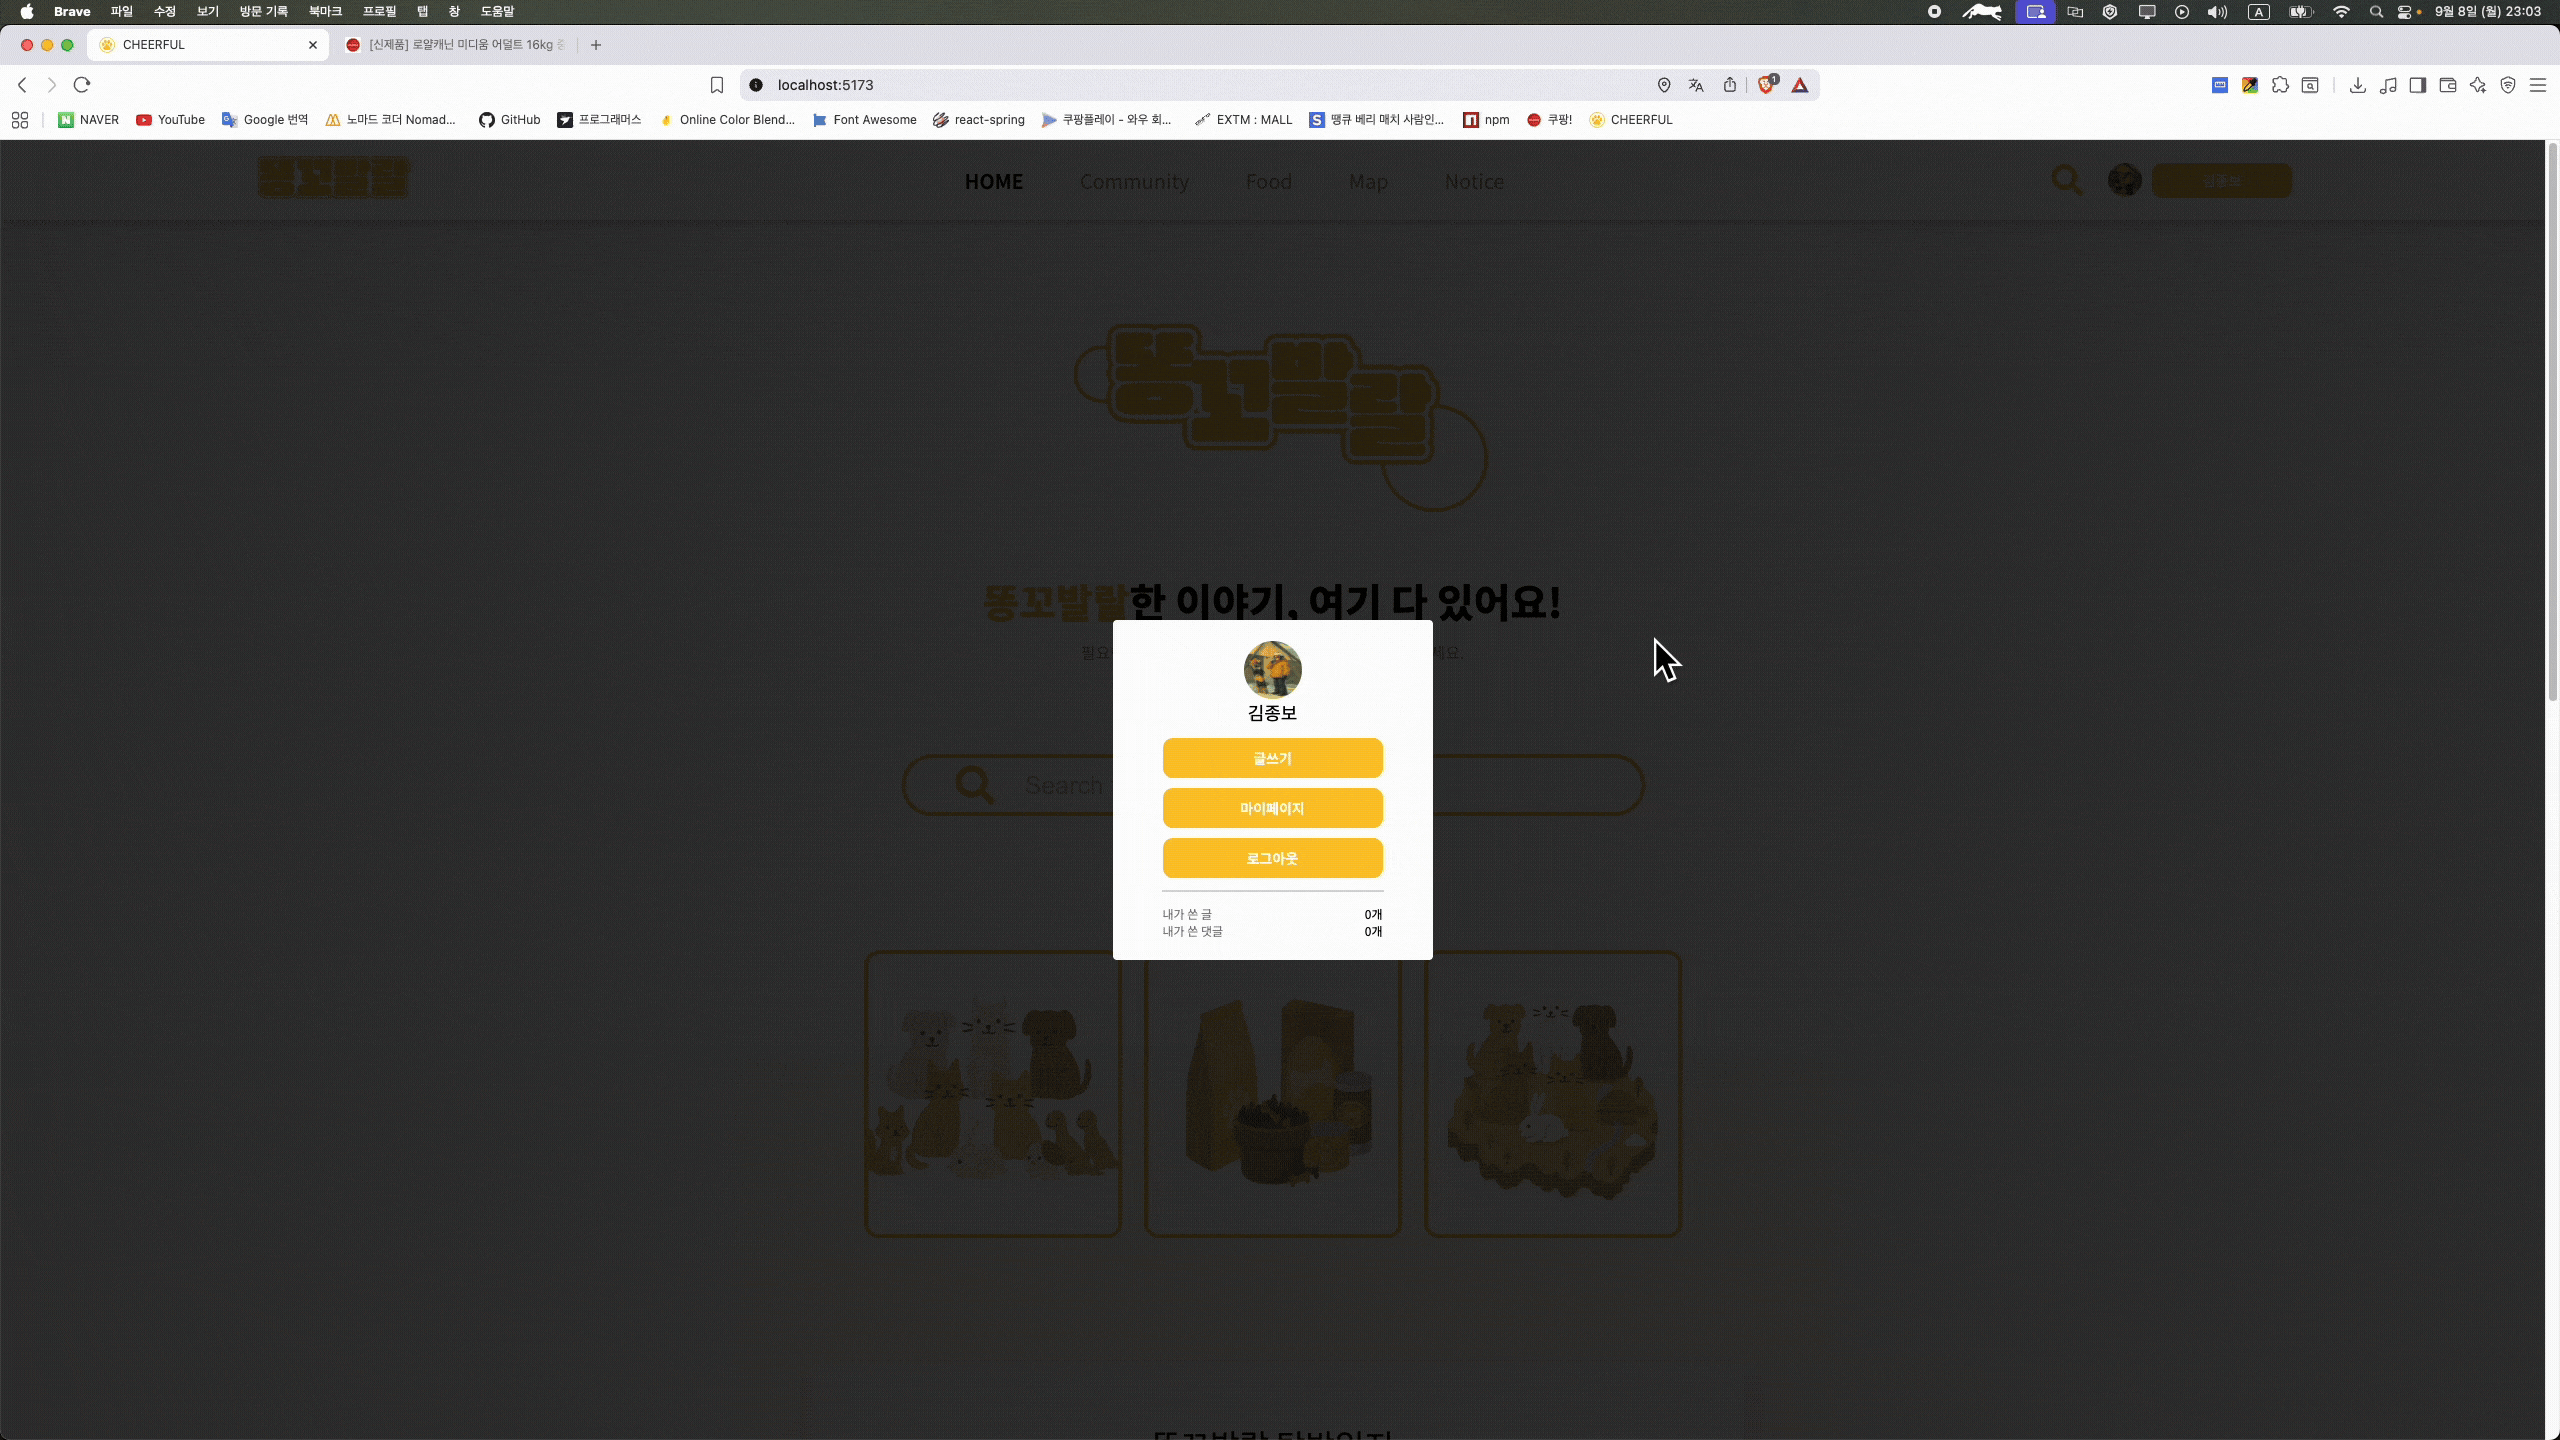 Brave 파일 수정 보기 방문 기록 북마크 프로필 탭 창 도움말 A 9월 8일 (월) 23:03
CHEERFUL [신제품] 로얄캐닌 미디움 어덜트 16kg 중
localhost:5173 1
NAVER YouTube Google 번역 노마드 코더 Nomad... GitHub 프로그래머스 Online Color Blend... Font Awesome react-spring 쿠팡플레이 - 와우 회... EXTM : MALL 땡큐 베리 매치 사람인... npm 쿠팡! CHEERFUL
똥꼬발랄 HOME Community Food Map Notice 김종보
똥꼬발랄
똥꼬발랄한 이야기, 여기 다 있어요!
필요 세요.
김종보
글쓰기
Search
마이페이지
로그아웃
내가 쓴 글 0개
내가 쓴 댓글 0개